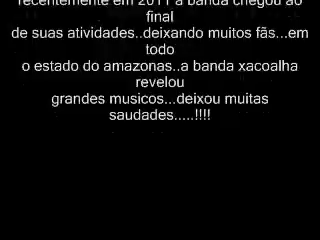 recentemente em 2011 a banda chegou ao
final
de suas atividades..deixando muitos fãs...em
todo
o estado do amazonas..a banda xacoalha
revelou
grandes musicos...deixou muitas
saudades.....!!!!